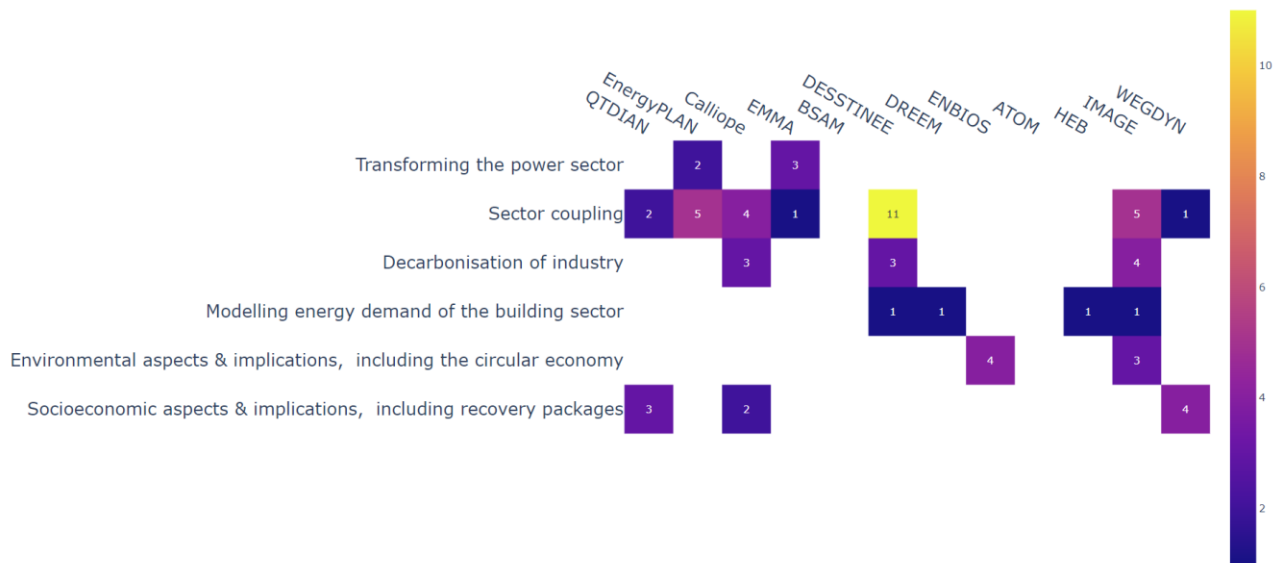 QTDIAN
EnergyPLAN
Calliope
EMMA
BSAM
DESSTINEE
DREEM
ENBIOS
ATOM
HEB
IMAGE
WEGDYN
10
Transforming the power sector
2 3
8
Sector coupling
2 5 4 1 11 5 1
Decarbonisation of industry
3 3 4
6
Modelling energy demand of the building sector
1 1 1 1
Environmental aspects & implications, including the circular economy
4 3
4
Socioeconomic aspects & implications, including recovery packages
3 2 4
2